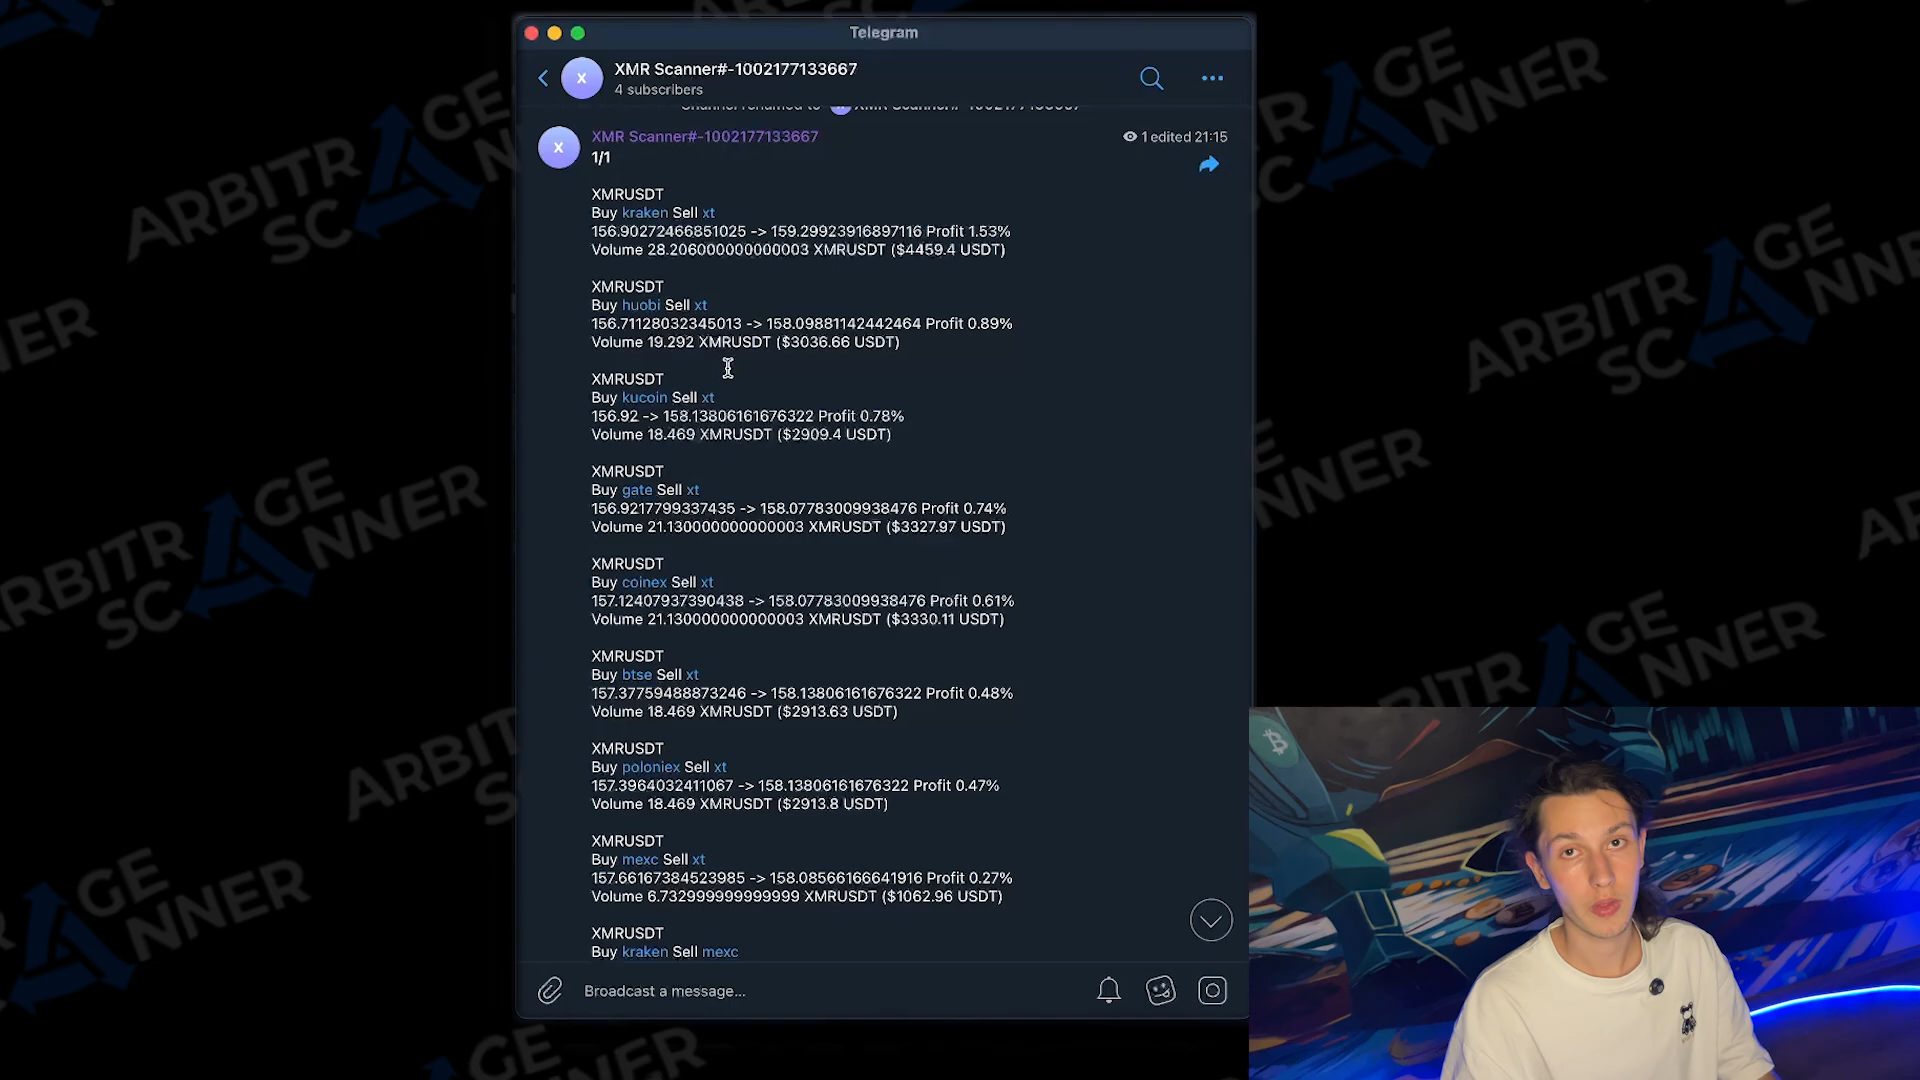 Telegram
XMR Scanner#-1002177133667
4 subscribers
Channel renamed to X XMR Scanner#-1002177133667
XMR Scanner#-1002177133667
1 edited 21:15
1/1
XMRUSDT
Buy kraken Sell xt
156.90272466851025 -> 159.29923916897116 Profit 1.53%
Volume 28.206000000000003 XMRUSDT ($4459.4 USDT)
XMRUSDT
Buy huobi Sell xt
156.71128032345013 -> 158.09881142442464 Profit 0.89%
Volume 19.292 XMRUSDT ($3036.66 USDT)
XMRUSDT
Buy kucoin Sell xt
156.92 -> 158.13806161676322 Profit 0.78%
Volume 18.469 XMRUSDT ($2909.4 USDT)
XMRUSDT
Buy gate Sell xt
156.9217799337435 -> 158.07783009938476 Profit 0.74%
Volume 21.130000000000003 XMRUSDT ($3327.97 USDT)
XMRUSDT
Buy coinex Sell xt
157.12407937390438 -> 158.07783009938476 Profit 0.61%
Volume 21.130000000000003 XMRUSDT ($3330.11 USDT)
XMRUSDT
Buy btse Sell xt
157.37759488873246 -> 158.13806161676322 Profit 0.48%
Volume 18.469 XMRUSDT ($2913.63 USDT)
XMRUSDT
Buy poloniex Sell xt
157.3964032411067 -> 158.13806161676322 Profit 0.47%
Volume 18.469 XMRUSDT ($2913.8 USDT)
XMRUSDT
Buy mexc Sell xt
157.66167384523985 -> 158.08566166641916 Profit 0.27%
Volume 6.732999999999999 XMRUSDT ($1062.96 USDT)
XMRUSDT
Buy kraken Sell mexc
Broadcast a message...
ARBITRAGE
SCANNER